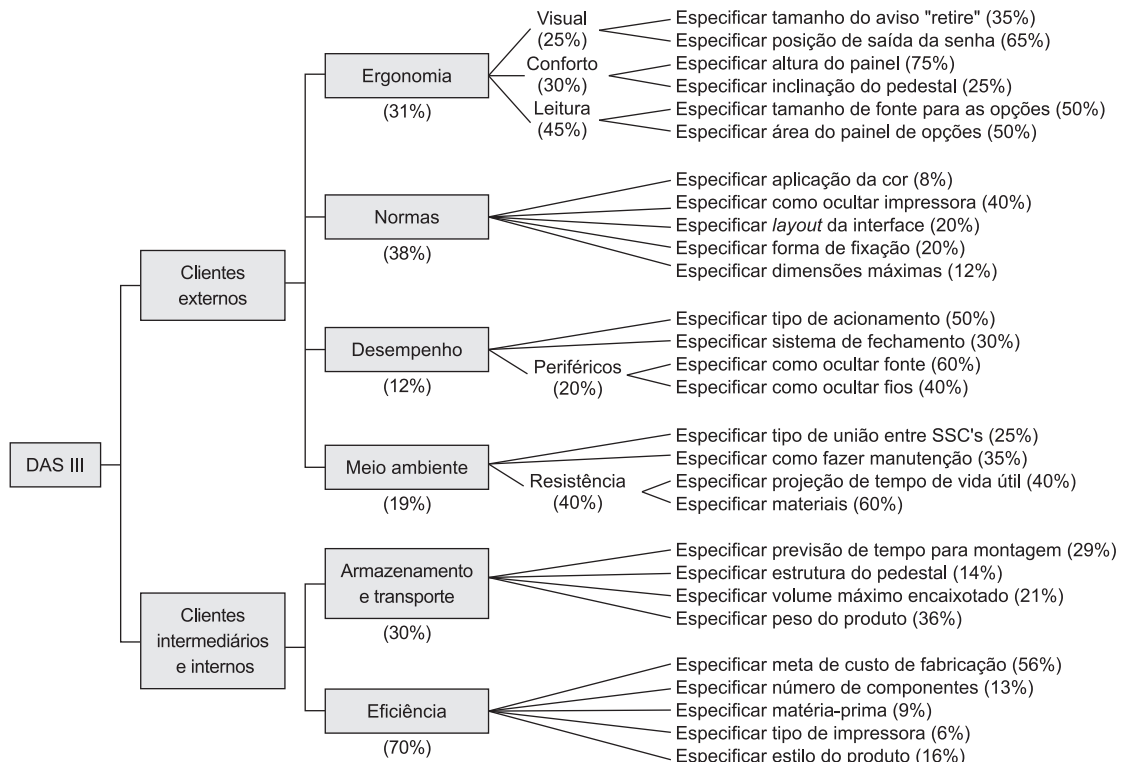 DAS III
Clientes
externos
Ergonomia
(31%)
Visual
(25%)
Especificar tamanho do aviso "retire" (35%)
Especificar posição de saída da senha (65%)
Conforto
(30%)
Especificar altura do painel (75%)
Especificar inclinação do pedestal (25%)
Leitura
(45%)
Especificar tamanho de fonte para as opções (50%)
Especificar área do painel de opções (50%)
Normas
(38%)
Especificar aplicação da cor (8%)
Especificar como ocultar impressora (40%)
Especificar layout da interface (20%)
Especificar forma de fixação (20%)
Especificar dimensões máximas (12%)
Desempenho
(12%)
Especificar tipo de acionamento (50%)
Especificar sistema de fechamento (30%)
Periféricos
(20%)
Especificar como ocultar fonte (60%)
Especificar como ocultar fios (40%)
Meio ambiente
(19%)
Especificar tipo de união entre SSC's (25%)
Especificar como fazer manutenção (35%)
Resistência
(40%)
Especificar projeção de tempo de vida útil (40%)
Especificar materiais (60%)
Clientes
intermediários
e internos
Armazenamento
e transporte
(30%)
Especificar previsão de tempo para montagem (29%)
Especificar estrutura do pedestal (14%)
Especificar volume máximo encaixotado (21%)
Especificar peso do produto (36%)
Eficiência
(70%)
Especificar meta de custo de fabricação (56%)
Especificar número de componentes (13%)
Especificar matéria-prima (9%)
Especificar tipo de impressora (6%)
Especificar estilo do produto (16%)